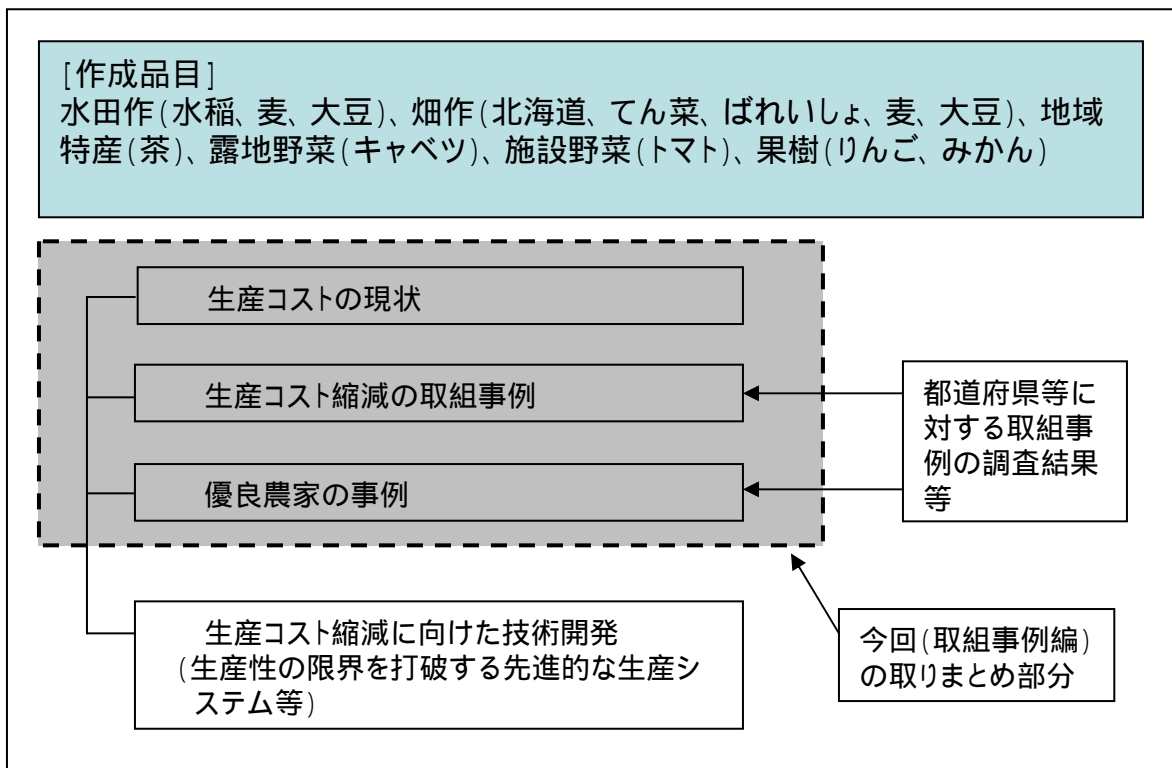 [作成品目]
水田作(水稲、麦、大豆)、畑作(北海道、てん菜、ばれいしょ、麦、大豆)、地域
特産(茶)、露地野菜(キャベツ)、施設野菜(トマト)、果樹(りんご、みかん)
生産コストの現状
生産コスト縮減の取組事例
優良農家の事例
都道府県等に
対する取組事
例の調査結果
等
生産コスト縮減に向けた技術開発
(生産性の限界を打破する先進的な生産シ
ステム等)
今回(取組事例編)
の取りまとめ部分